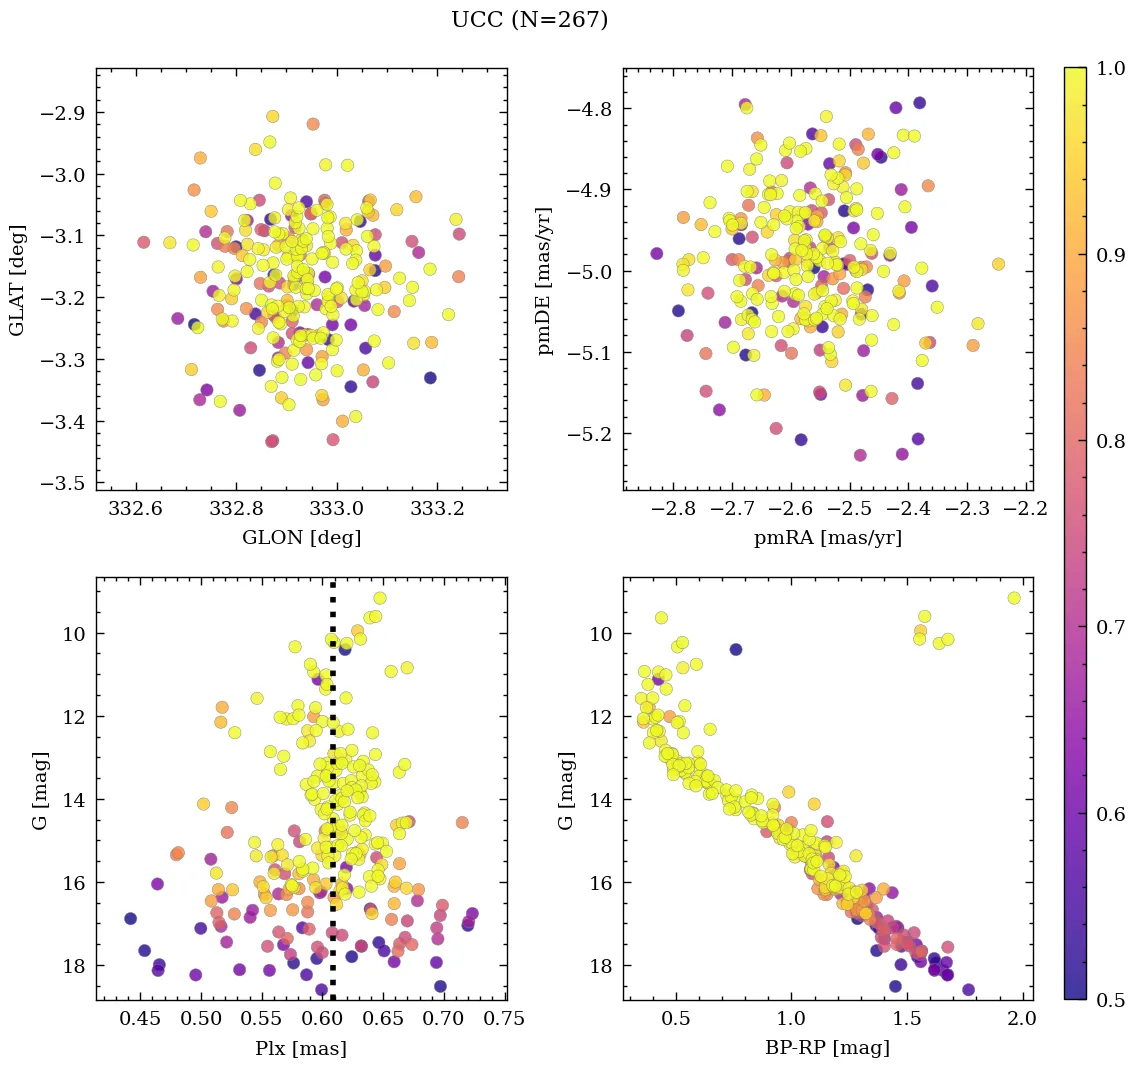 UCC (N=267)
−2.9
−3.0
−3.1
−3.2
−3.3
−3.4
−3.5
GLAT [deg]
332.6 332.8 333.0 333.2
GLON [deg]
−4.8
−4.9
−5.0
−5.1
−5.2
pmDE [mas/yr]
−2.8 −2.7 −2.6 −2.5 −2.4 −2.3 −2.2
pmRA [mas/yr]
10
12
14
16
18
G [mag]
0.45 0.50 0.55 0.60 0.65 0.70 0.75
Plx [mas]
10
12
14
16
18
G [mag]
0.5 1.0 1.5 2.0
BP-RP [mag]
1.0
0.9
0.8
0.7
0.6
0.5